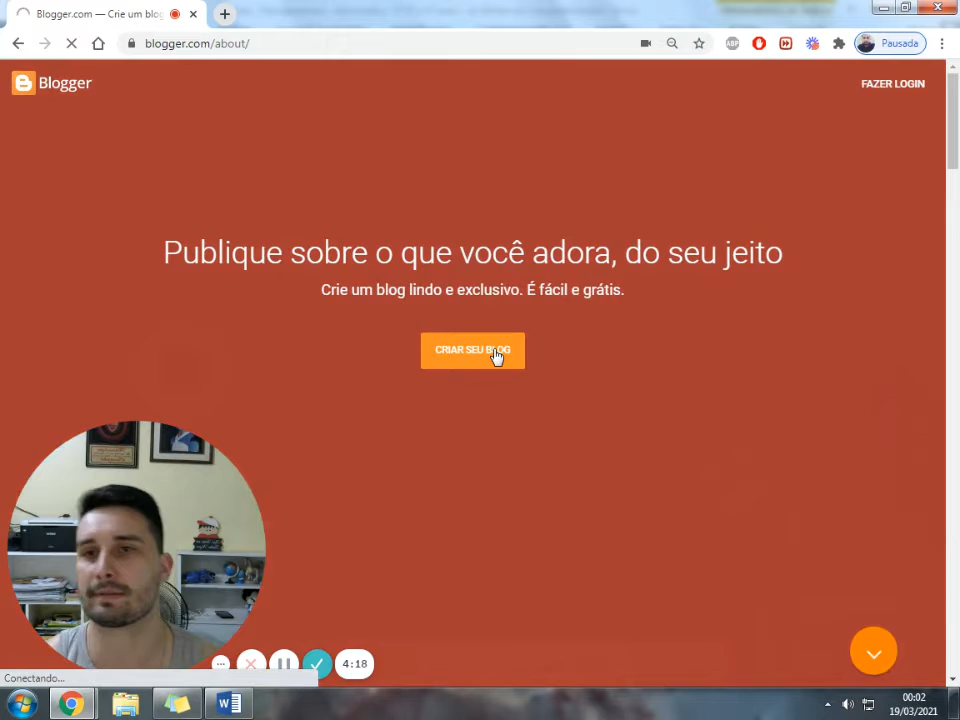 Blogger.com — Crie um blog
blogger.com/about/
ABP
Pausada
Blogger
FAZER LOGIN
Publique sobre o que você adora, do seu jeito
Crie um blog lindo e exclusivo. É fácil e grátis.
CRIAR SEU BLOG
4:18
Conectando...
00:02
19/03/2021